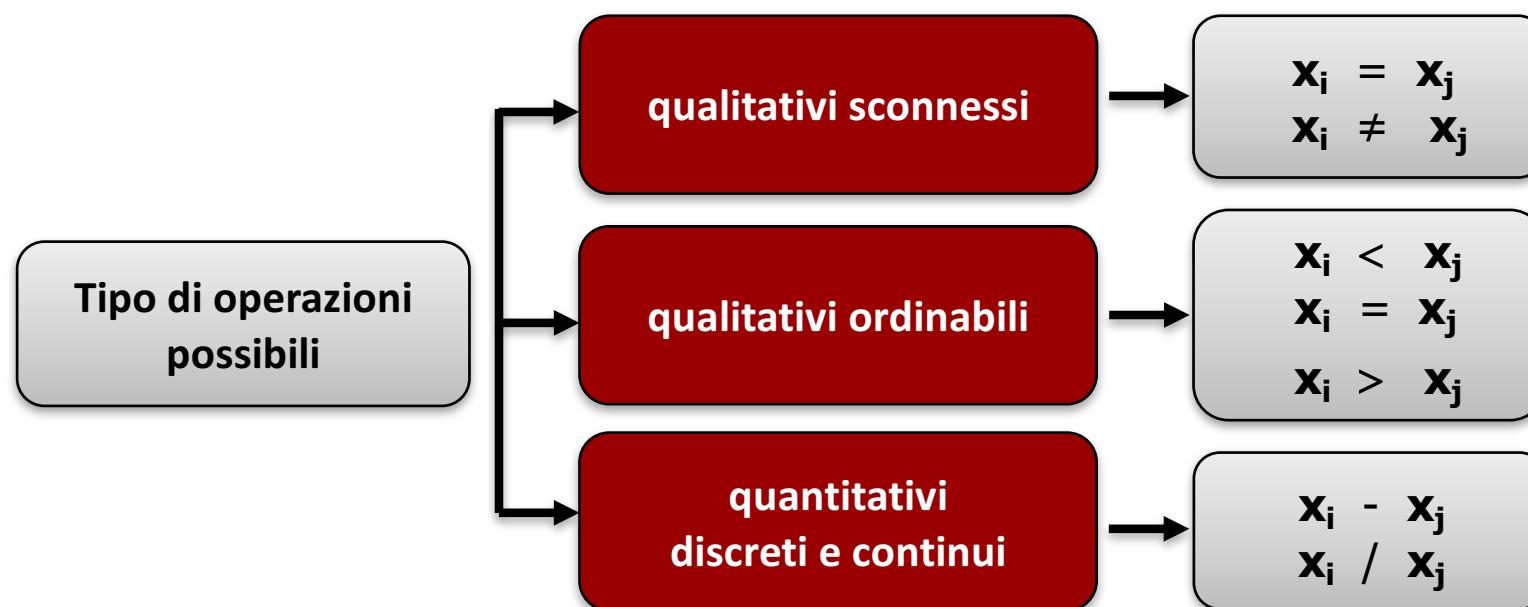 Tipo di operazioni
possibili
qualitativi sconnessi
xᵢ = xⱼ
xᵢ ≠ xⱼ
qualitativi ordinabili
xᵢ < xⱼ
xᵢ = xⱼ
xᵢ > xⱼ
quantitativi
discreti e continui
xᵢ - xⱼ
xᵢ / xⱼ